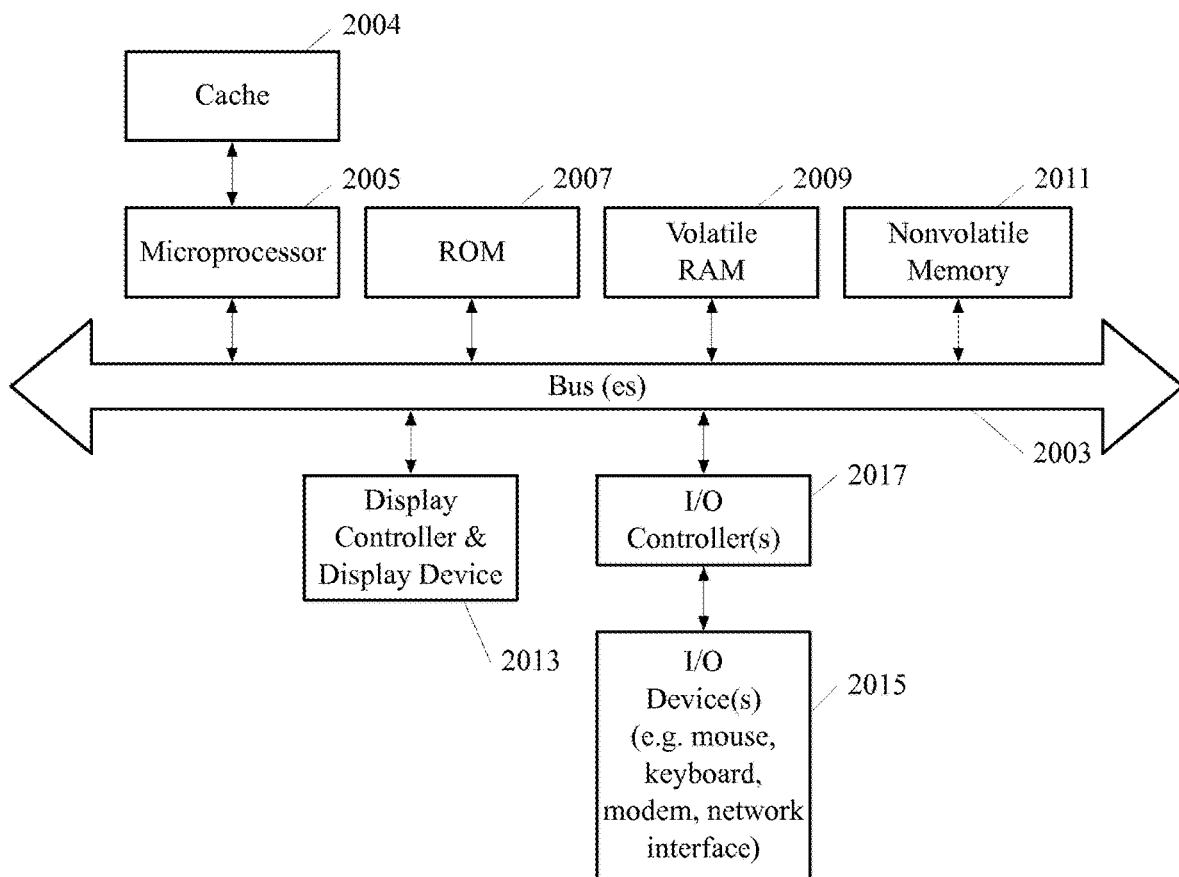 2004
Cache
2005
2007
2009
2011
Microprocessor
ROM
Volatile
RAM
Nonvolatile
Memory
Bus (es)
2003
2017
Display
Controller &
Display Device
I/O
Controller(s)
2013
2015
I/O
Device(s)
(e.g. mouse,
keyboard,
modem, network
interface)